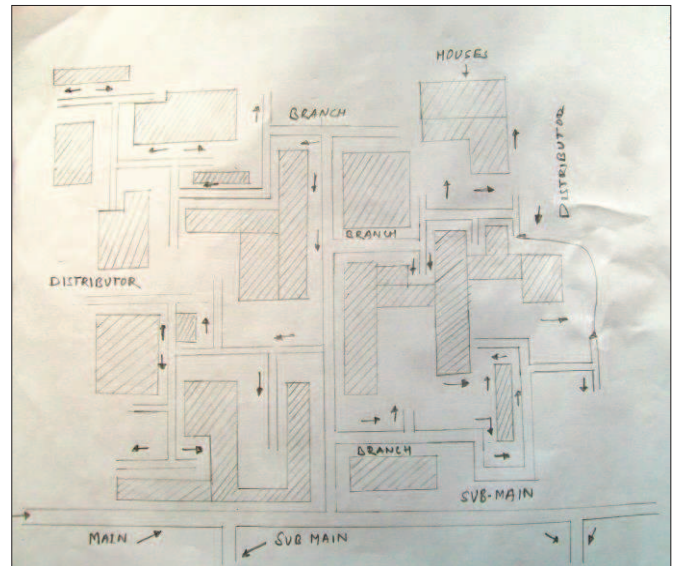 HOUSES
BRANCH
DISTRIBUTOR
BRANCH
DISTRIBUTOR
BRANCH
SUB-MAIN
MAIN
SUB MAIN